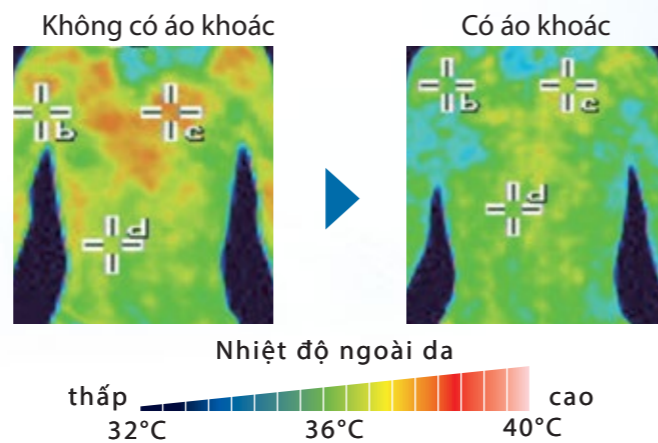 Không có áo khoác
Có áo khoác
b
c
d
b
c
d
Nhiệt độ ngoài da
thấp
cao
32°C
36°C
40°C